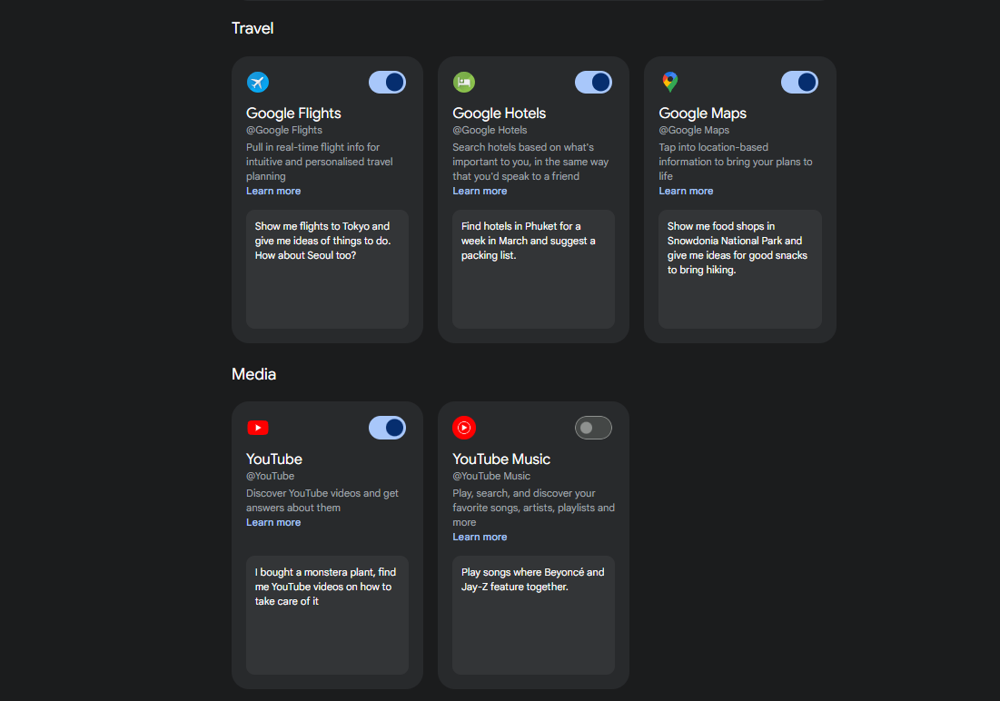 Travel
Google Flights
@Google Flights
Pull in real-time flight info for
intuitive and personalised travel
planning
Learn more
Show me flights to Tokyo and
give me ideas of things to do.
How about Seoul too?
Google Hotels
@Google Hotels
Search hotels based on what's
important to you, in the same way
that you'd speak to a friend
Learn more
Find hotels in Phuket for a
week in March and suggest a
packing list.
Google Maps
@Google Maps
Tap into location-based
information to bring your plans to
life
Learn more
Show me food shops in
Snowdonia National Park and
give me ideas for good snacks
to bring hiking.
Media
YouTube
@YouTube
Discover YouTube videos and get
answers about them
Learn more
I bought a monstera plant, find
me YouTube videos on how to
take care of it
YouTube Music
@YouTube Music
Play, search, and discover your
favorite songs, artists, playlists and
more
Learn more
Play songs where Beyoncé and
Jay-Z feature together.